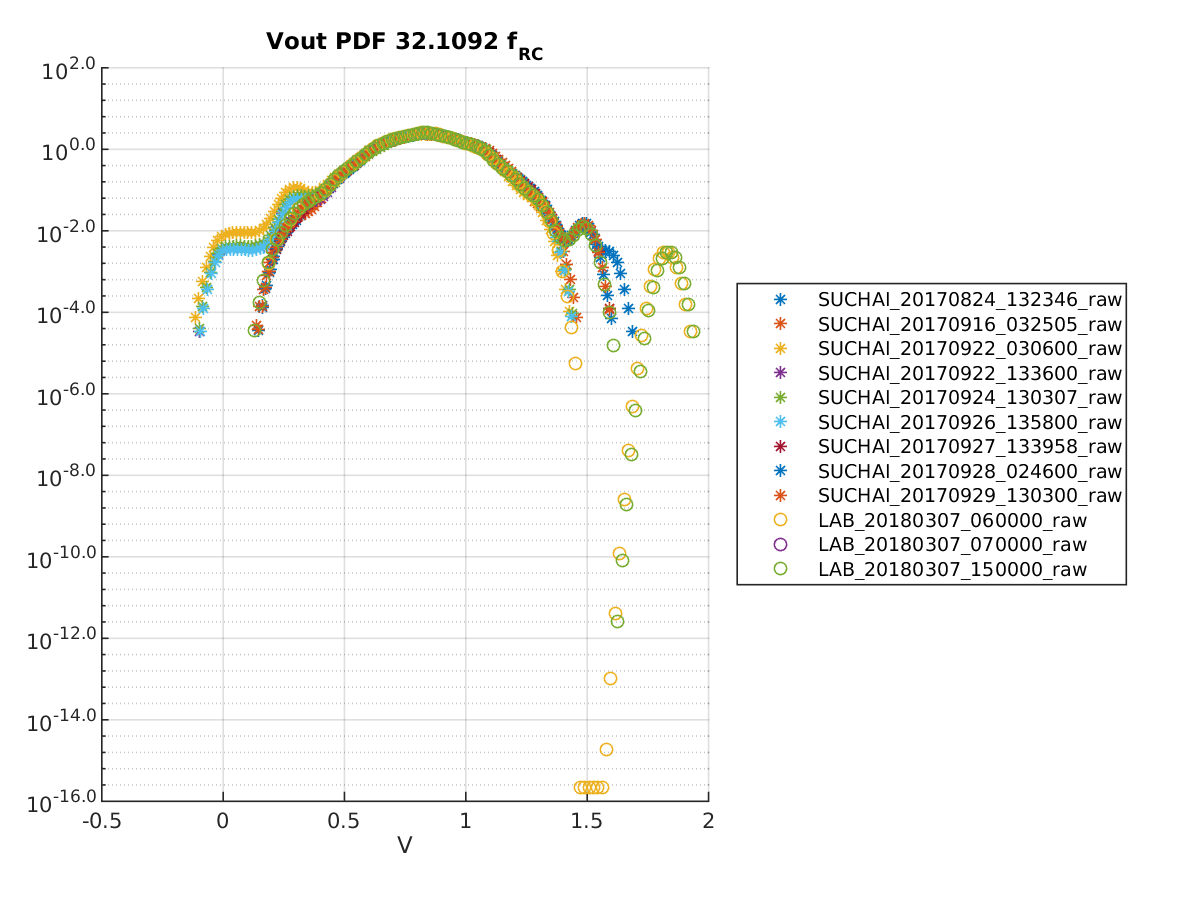 Vout PDF 32.1092 f_RC
10^2.0
10^0.0
10^-2.0
10^-4.0
10^-6.0
10^-8.0
10^-10.0
10^-12.0
10^-14.0
10^-16.0
-0.5 0 0.5 1 1.5 2
V
SUCHAI_20170824_132346_raw
SUCHAI_20170916_032505_raw
SUCHAI_20170922_030600_raw
SUCHAI_20170922_133600_raw
SUCHAI_20170924_130307_raw
SUCHAI_20170926_135800_raw
SUCHAI_20170927_133958_raw
SUCHAI_20170928_024600_raw
SUCHAI_20170929_130300_raw
LAB_20180307_060000_raw
LAB_20180307_070000_raw
LAB_20180307_150000_raw